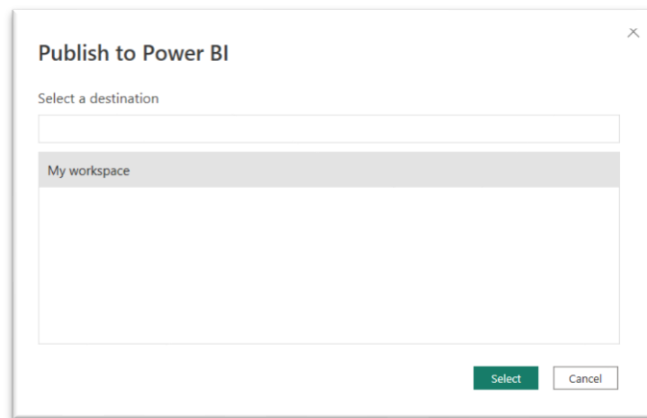 Publish to Power BI
Select a destination
My workspace
Select
Cancel